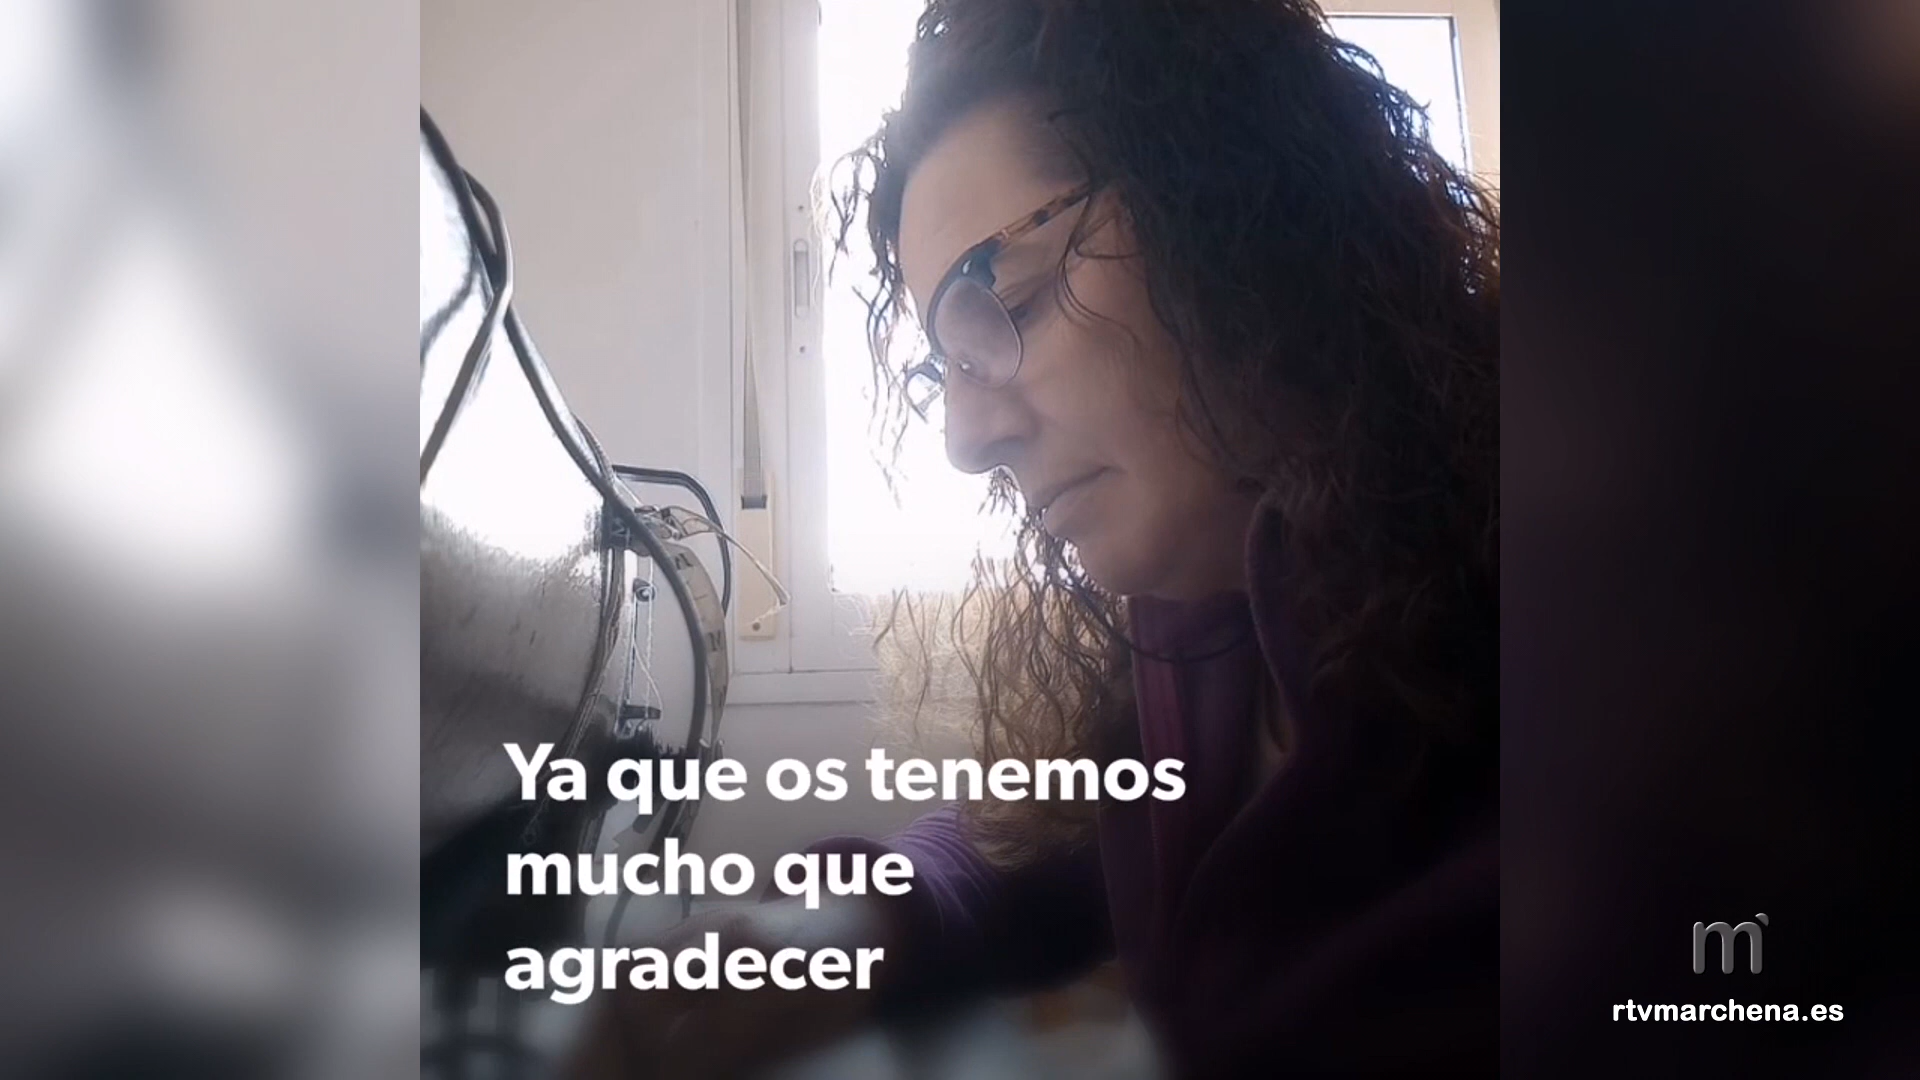 Ya que os tenemos
mucho que
agradecer
m
rtvmarchena.es